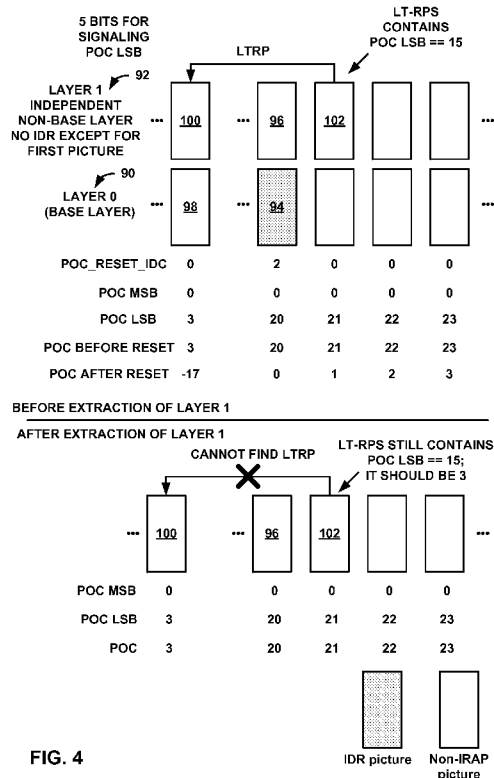 5 BITS FOR
SIGNALING
POC LSB
LT-RPS
CONTAINS
POC LSB == 15
LTRP
92
LAYER 1
INDEPENDENT
NON-BASE LAYER
NO IDR EXCEPT FOR
FIRST PICTURE
... 100 ... 96 102 ...
90
LAYER 0
(BASE LAYER)
... 98 ... 94 ...
POC_RESET_IDC 0 2 0 0 0
POC MSB 0 0 0 0 0
POC LSB 3 20 21 22 23
POC BEFORE RESET 3 20 21 22 23
POC AFTER RESET -17 0 1 2 3
BEFORE EXTRACTION OF LAYER 1
AFTER EXTRACTION OF LAYER 1
CANNOT FIND LTRP
LT-RPS STILL CONTAINS
POC LSB == 15;
IT SHOULD BE 3
... 100 ... 96 102 ...
POC MSB 0 0 0 0 0
POC LSB 3 20 21 22 23
POC 3 20 21 22 23
FIG. 4
IDR picture
Non-IRAP
picture